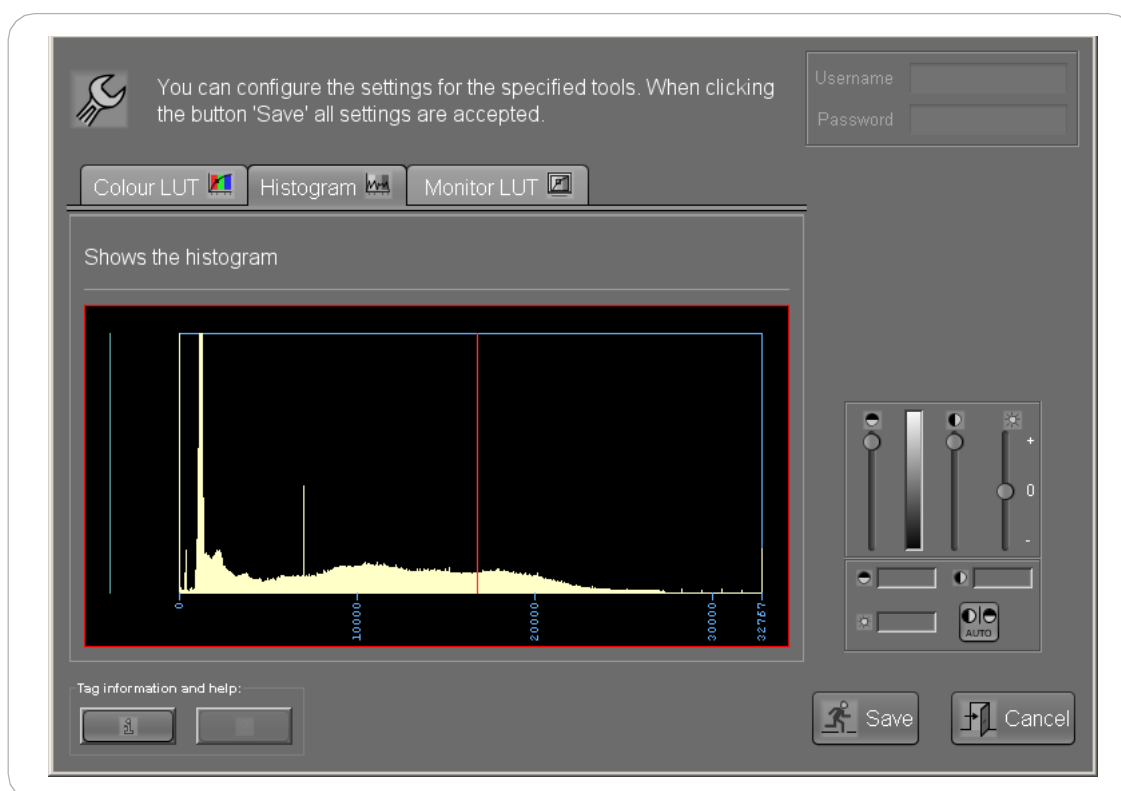 You can configure the settings for the specified tools. When clicking
the button 'Save' all settings are accepted.
Username
Password
Colour LUT
Histogram
Monitor LUT
Shows the histogram
0
10000
20000
30000
32767
+
0
-
AUTO
Tag information and help:
i
Save
Cancel